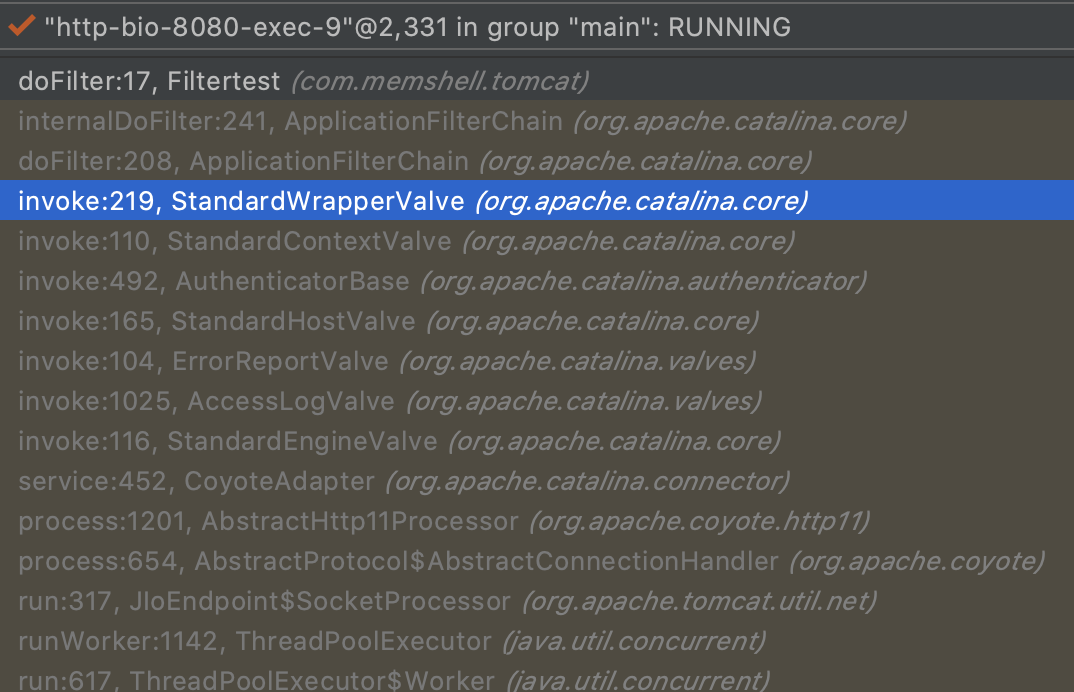 "http-bio-8080-exec-9"@2,331 in group "main": RUNNING
doFilter:17, Filtertest (com.memshell.tomcat)
internalDoFilter:241, ApplicationFilterChain (org.apache.catalina.core)
doFilter:208, ApplicationFilterChain (org.apache.catalina.core)
invoke:219, StandardWrapperValve (org.apache.catalina.core)
invoke:110, StandardContextValve (org.apache.catalina.core)
invoke:492, AuthenticatorBase (org.apache.catalina.authenticator)
invoke:165, StandardHostValve (org.apache.catalina.core)
invoke:104, ErrorReportValve (org.apache.catalina.valves)
invoke:1025, AccessLogValve (org.apache.catalina.valves)
invoke:116, StandardEngineValve (org.apache.catalina.core)
service:452, CoyoteAdapter (org.apache.catalina.connector)
process:1201, AbstractHttp11Processor (org.apache.coyote.http11)
process:654, AbstractProtocol$AbstractConnectionHandler (org.apache.coyote)
run:317, JIoEndpoint$SocketProcessor (org.apache.tomcat.util.net)
runWorker:1142, ThreadPoolExecutor (java.util.concurrent)
run:617, ThreadPoolExecutor$Worker (java.util.concurrent)